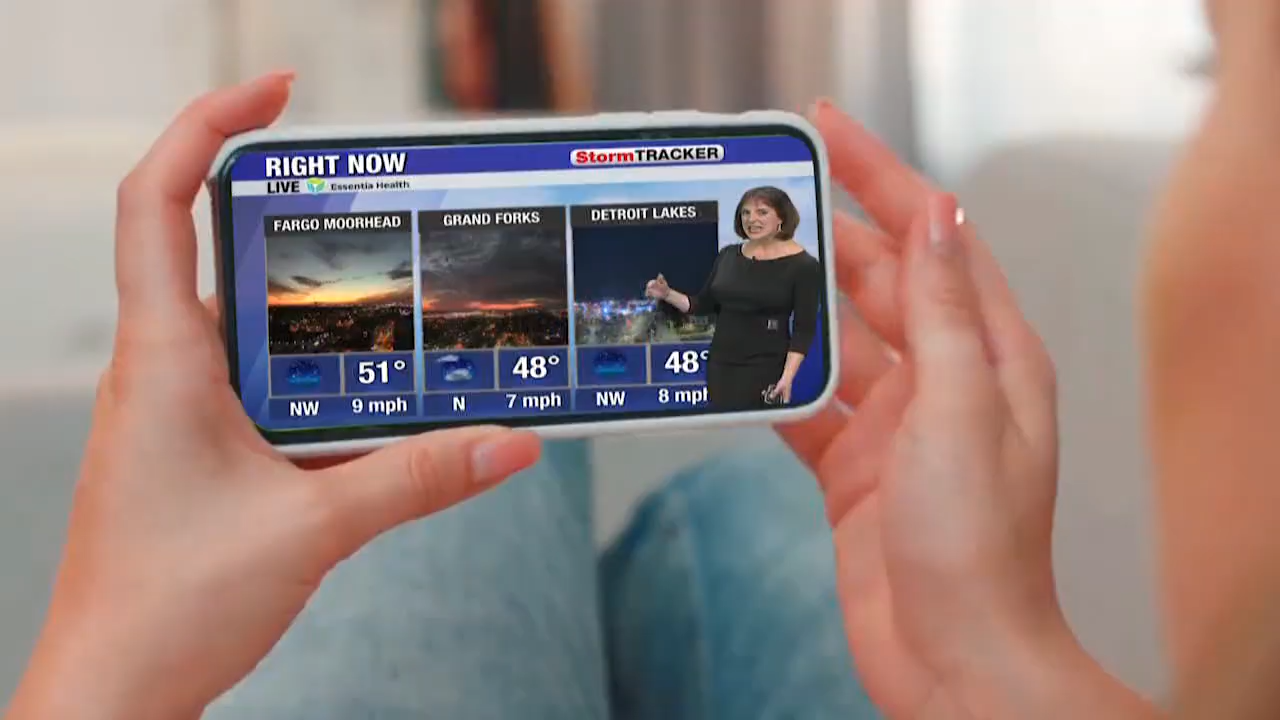 RIGHT NOW
StormTRACKER
LIVE Essentia Health
FARGO MOORHEAD
GRAND FORKS
DETROIT LAKES
51°
48°
48°
NW 9 mph
N 7 mph
NW 8 mph